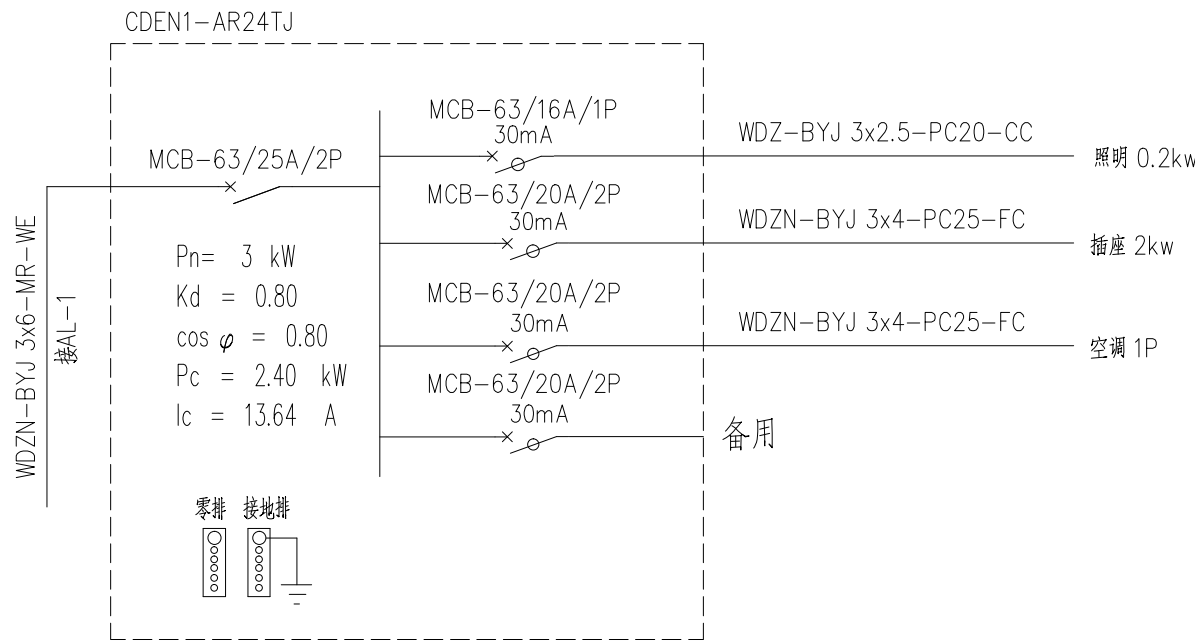 CDEN1-AR24TJ
MCB-63/16A/1P
30mA
WDZ-BYJ 3x2.5-PC20-CC
照明 0.2kw
MCB-63/25A/2P
MCB-63/20A/2P
30mA
WDZN-BYJ 3x4-PC25-FC
插座 2kw
WDZN-BYJ 3x6-MR-WE
接AL-1
Pn= 3 kW
Kd = 0.80
cos φ = 0.80
Pc = 2.40 kW
Ic = 13.64 A
MCB-63/20A/2P
30mA
WDZN-BYJ 3x4-PC25-FC
空调 1P
MCB-63/20A/2P
30mA
备用
零排 接地排